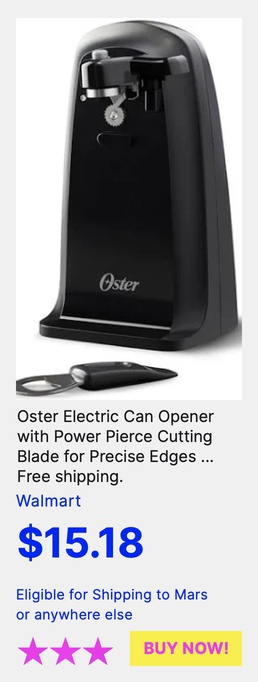 Oster
Oster Electric Can Opener
with Power Pierce Cutting
Blade for Precise Edges ...
Free shipping.
Walmart
$15.18
Eligible for Shipping to Mars
or anywhere else
BUY NOW!